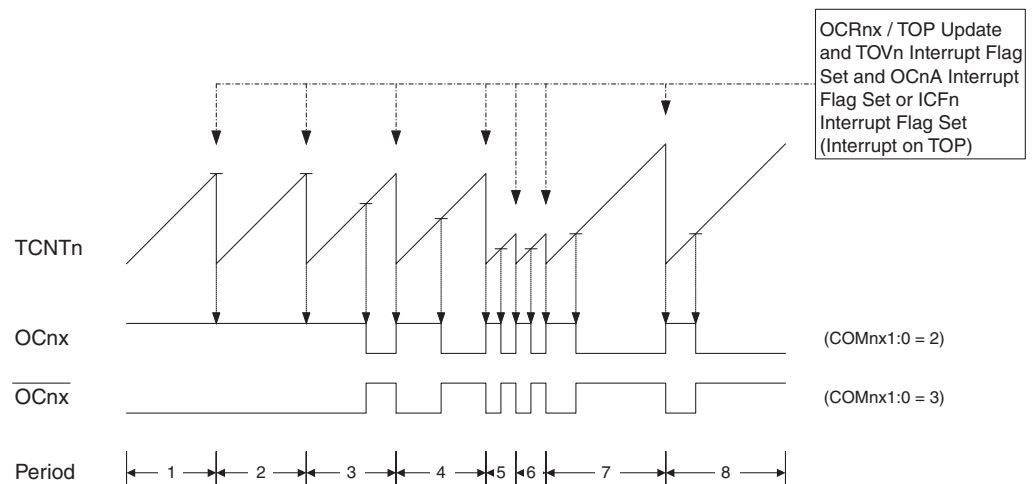 OCRnx / TOP Update
and TOVn Interrupt Flag
Set and OCnA Interrupt
Flag Set or ICFn
Interrupt Flag Set
(Interrupt on TOP)
TCNTn
OCnx (COMnx1:0 = 2)
OCnx (COMnx1:0 = 3)
Period 1 2 3 4 5 6 7 8